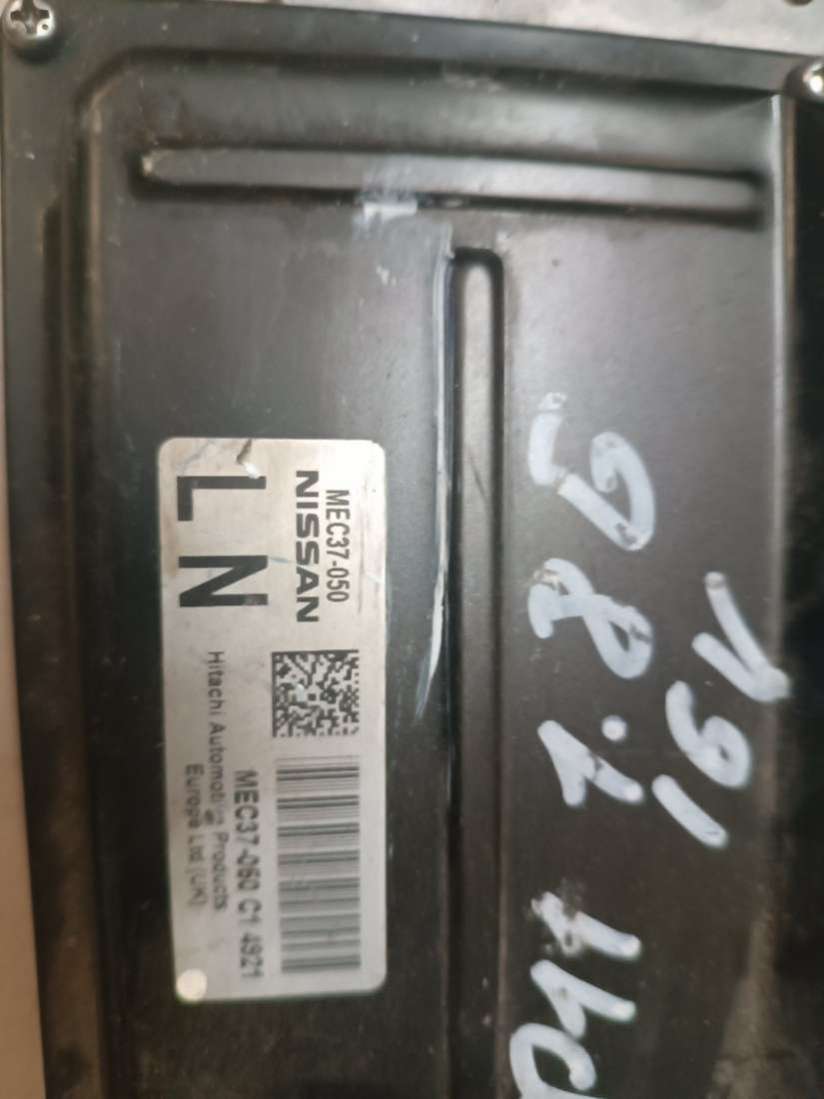 MEC37-050
NISSAN
L N
MEC37-050 C1 4921
Hitachi Automotive Products
Europe Ltd (UK)